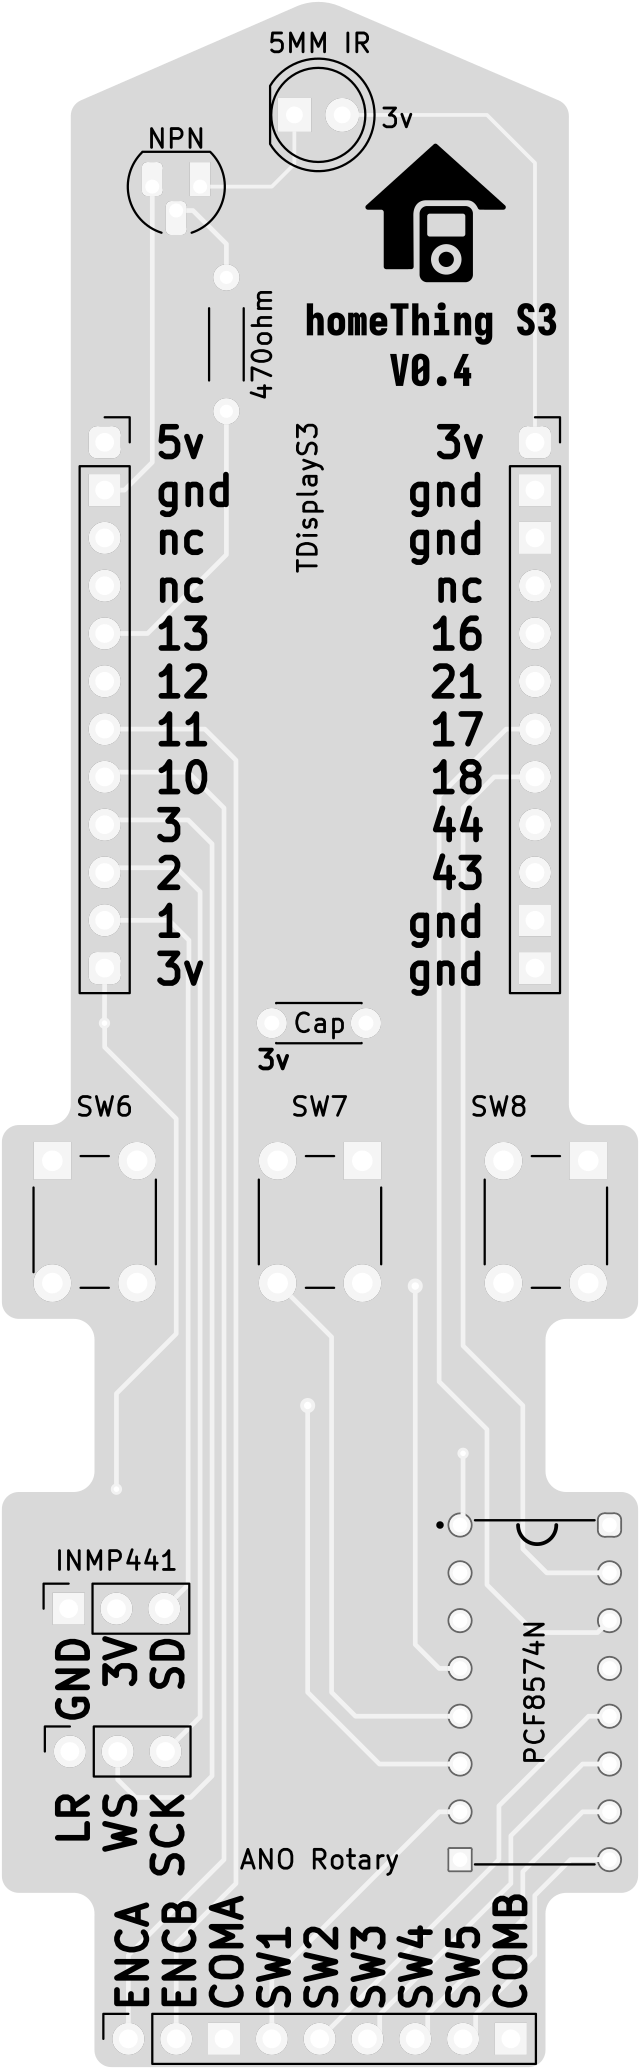 5MM IR
3v
NPN
470ohm
homeThing S3
V0.4
TDisplayS3
5v
gnd
nc
nc
13
12
11
10
3
2
1
3v
3v
gnd
gnd
nc
16
21
17
18
44
43
gnd
gnd
Cap
3v
SW6
SW7
SW8
INMP441
GND
3V
SD
LR
WS
SCK
PCF8574N
ANO Rotary
ENCA
ENCB
COMA
SW1
SW2
SW3
SW4
SW5
COMB